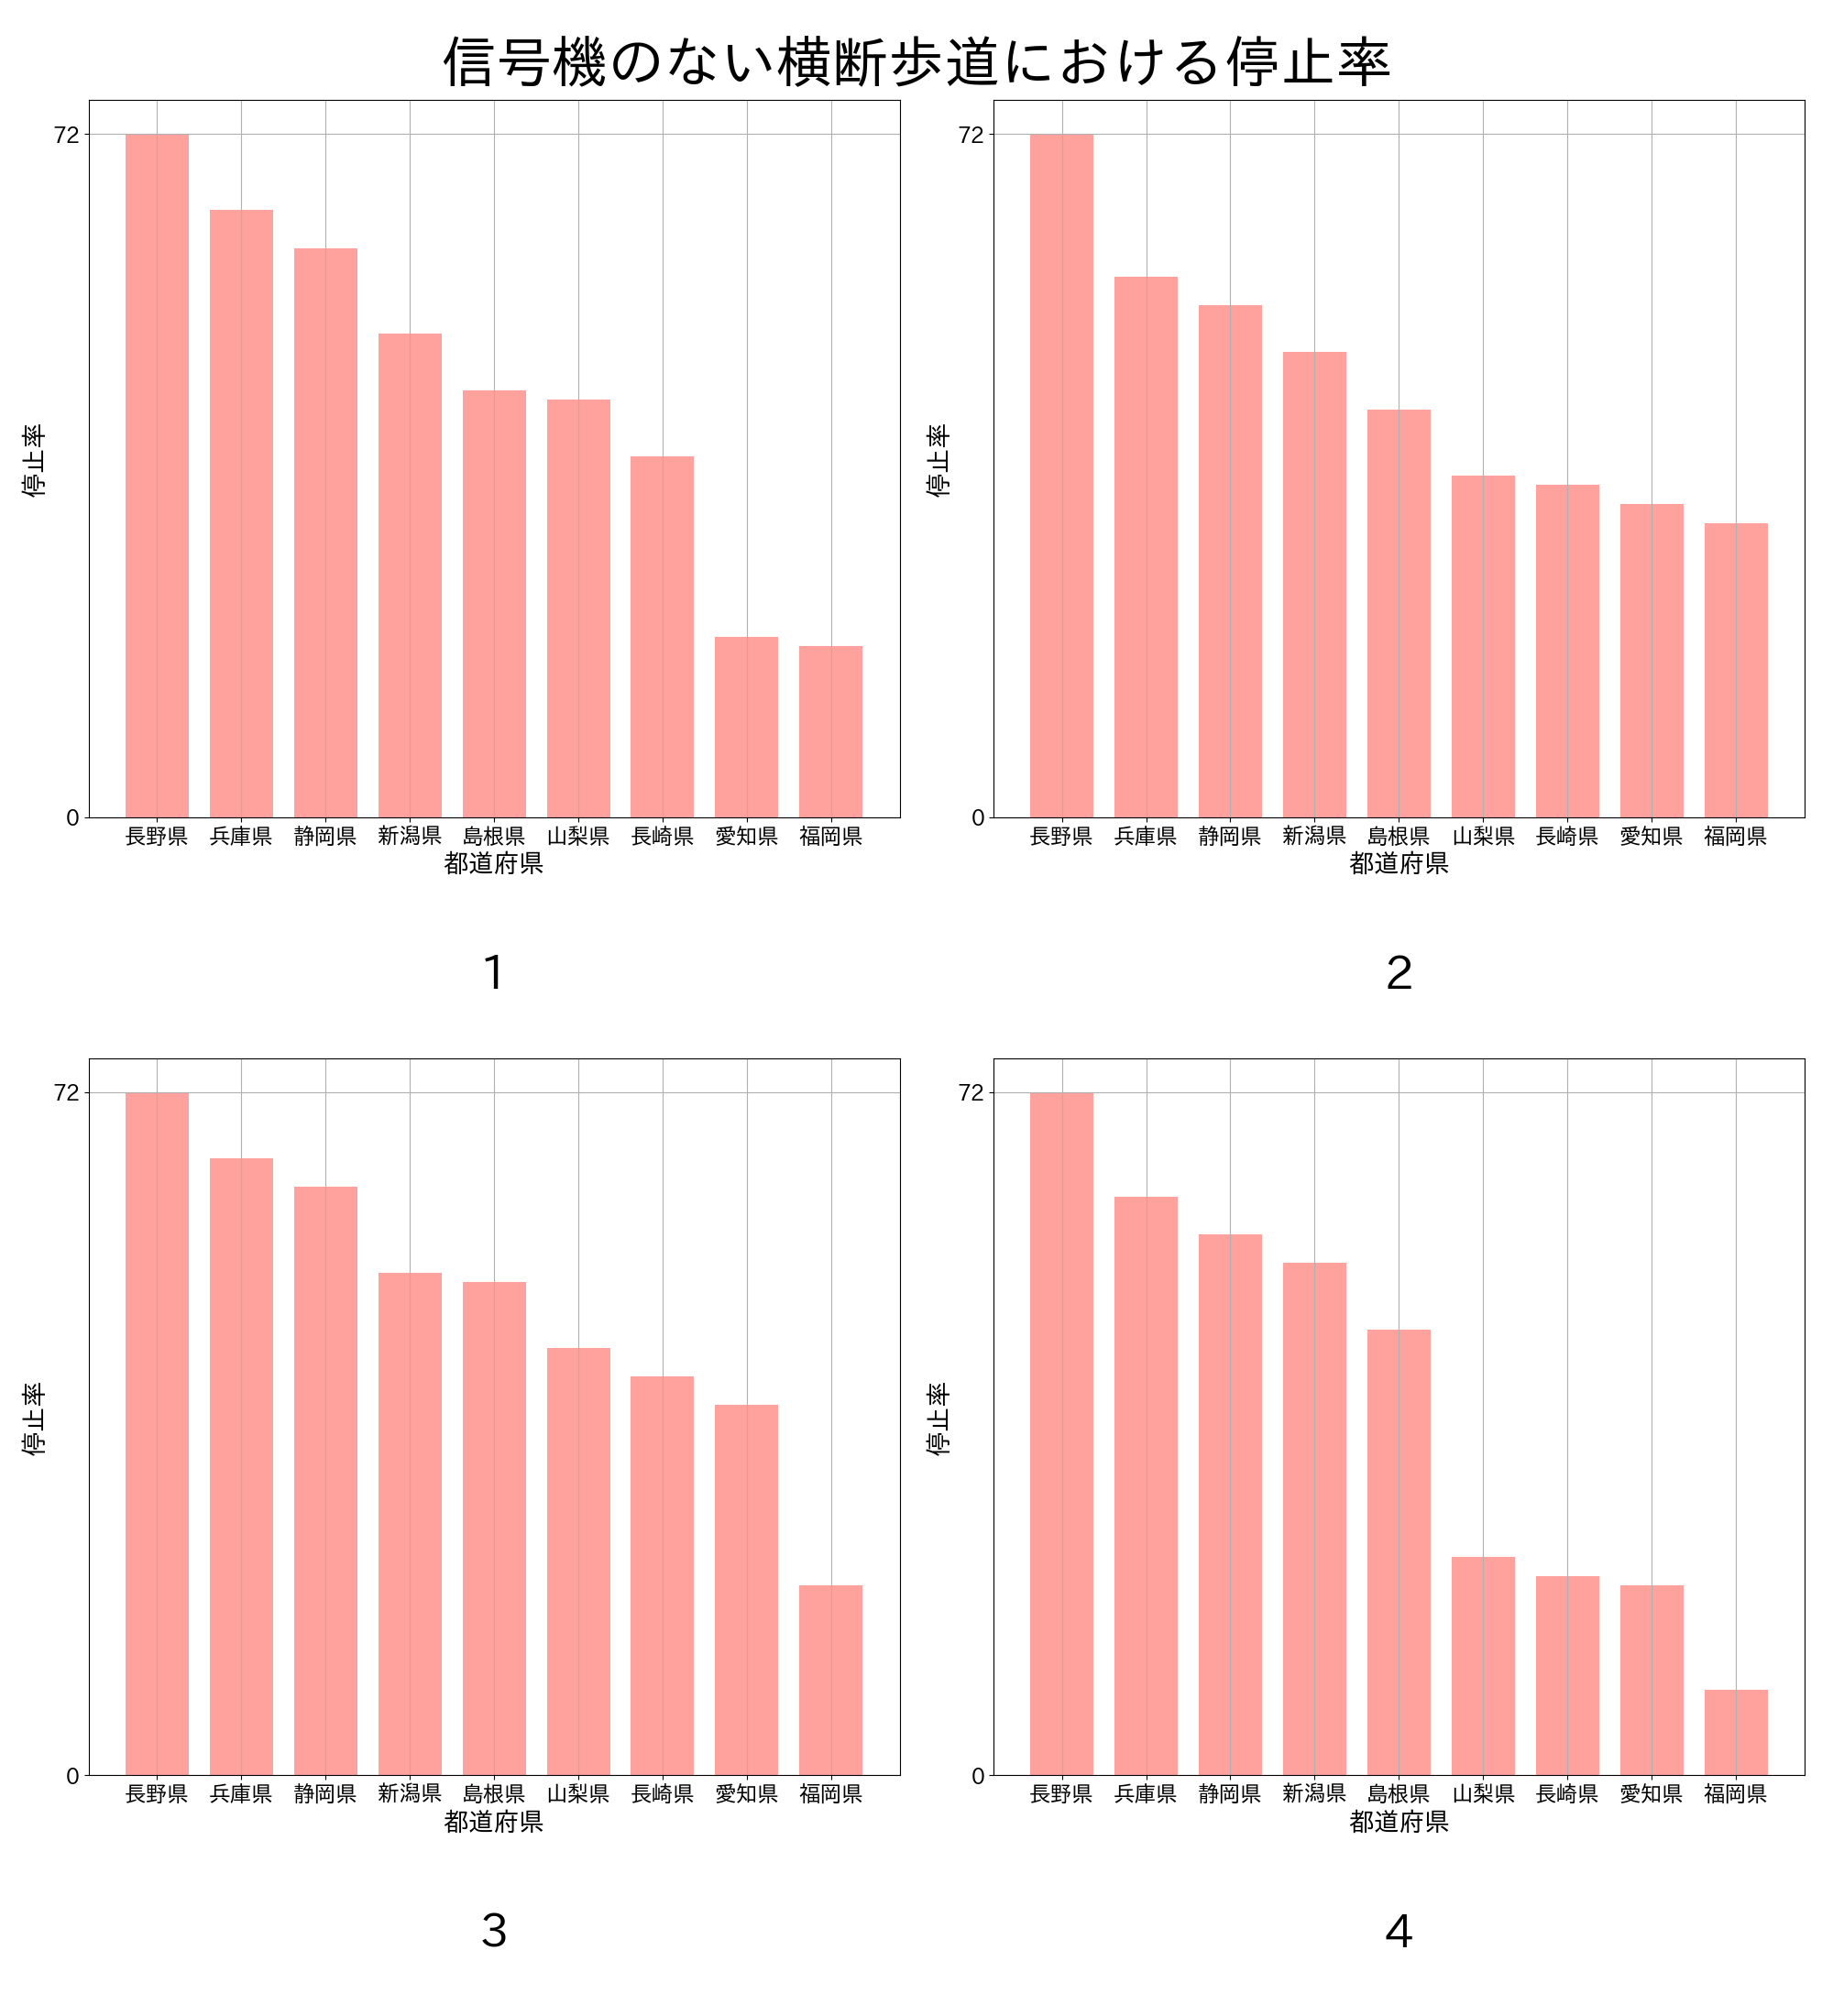 信号機のない横断歩道における停止率
72
0
停止率
長野県 兵庫県 静岡県 新潟県 島根県 山梨県 長崎県 愛知県 福岡県
都道府県
1
72
0
停止率
長野県 兵庫県 静岡県 新潟県 島根県 山梨県 長崎県 愛知県 福岡県
都道府県
2
72
0
停止率
長野県 兵庫県 静岡県 新潟県 島根県 山梨県 長崎県 愛知県 福岡県
都道府県
3
72
0
停止率
長野県 兵庫県 静岡県 新潟県 島根県 山梨県 長崎県 愛知県 福岡県
都道府県
4